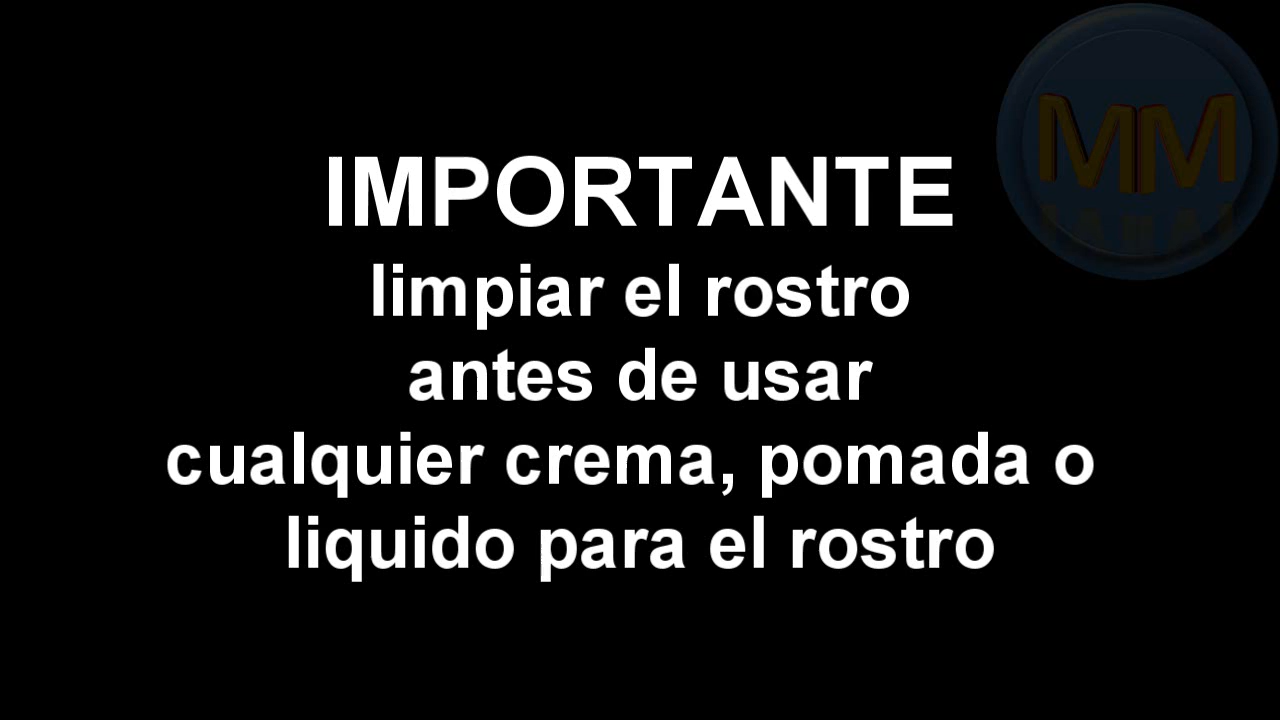 MM
IMPORTANTE
limpiar el rostro
antes de usar
cualquier crema, pomada o
liquido para el rostro